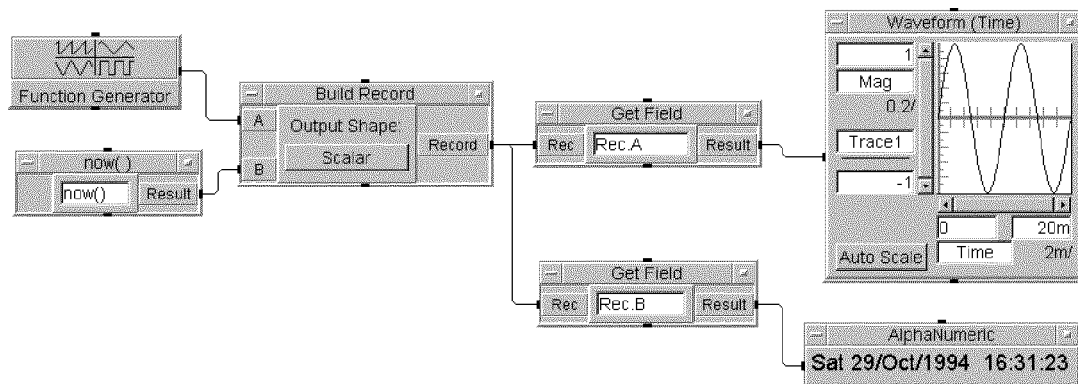 Function Generator
now( )
now()
Result
Build Record
A
B
Output Shape:
Scalar
Record
Get Field
Rec
Rec.A
Result
Get Field
Rec
Rec.B
Result
Waveform (Time)
1
Mag
0.2/
Trace1
-1
Auto Scale
0
20m
Time
2m/
AlphaNumeric
Sat 29/Oct/1994 16:31:23